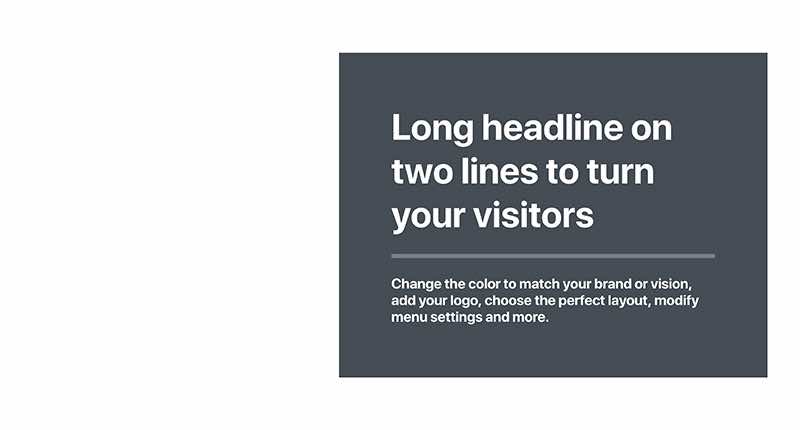 Long headline on
two lines to turn
your visitors
Change the color to match your brand or vision,
add your logo, choose the perfect layout, modify
menu settings and more.